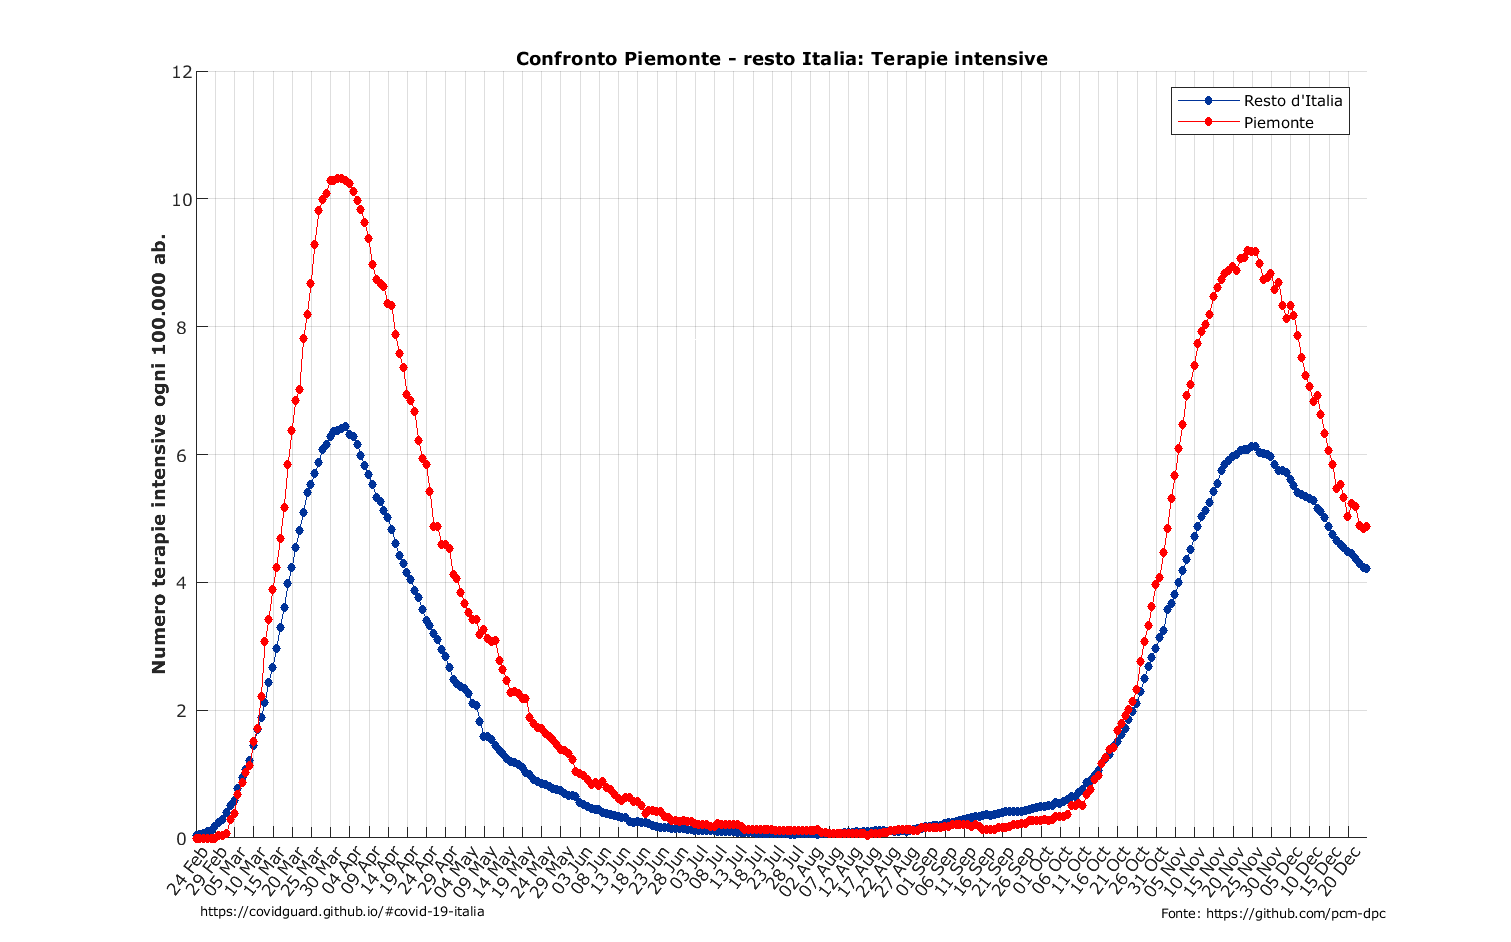 Confronto Piemonte - resto Italia: Terapie intensive
Resto d'Italia
Piemonte
Numero terapie intensive ogni 100.000 ab.
12
10
8
6
4
2
0
24 Feb
29 Feb
05 Mar
10 Mar
15 Mar
20 Mar
25 Mar
30 Mar
04 Apr
09 Apr
14 Apr
19 Apr
24 Apr
29 Apr
04 May
09 May
14 May
19 May
24 May
29 May
03 Jun
08 Jun
13 Jun
18 Jun
23 Jun
28 Jun
03 Jul
08 Jul
13 Jul
18 Jul
23 Jul
28 Jul
02 Aug
07 Aug
12 Aug
17 Aug
22 Aug
27 Aug
01 Sep
06 Sep
11 Sep
16 Sep
21 Sep
26 Sep
01 Oct
06 Oct
11 Oct
16 Oct
21 Oct
26 Oct
31 Oct
05 Nov
10 Nov
15 Nov
20 Nov
25 Nov
30 Nov
05 Dec
10 Dec
15 Dec
20 Dec
https://covidguard.github.io/#covid-19-italia
Fonte: https://github.com/pcm-dpc